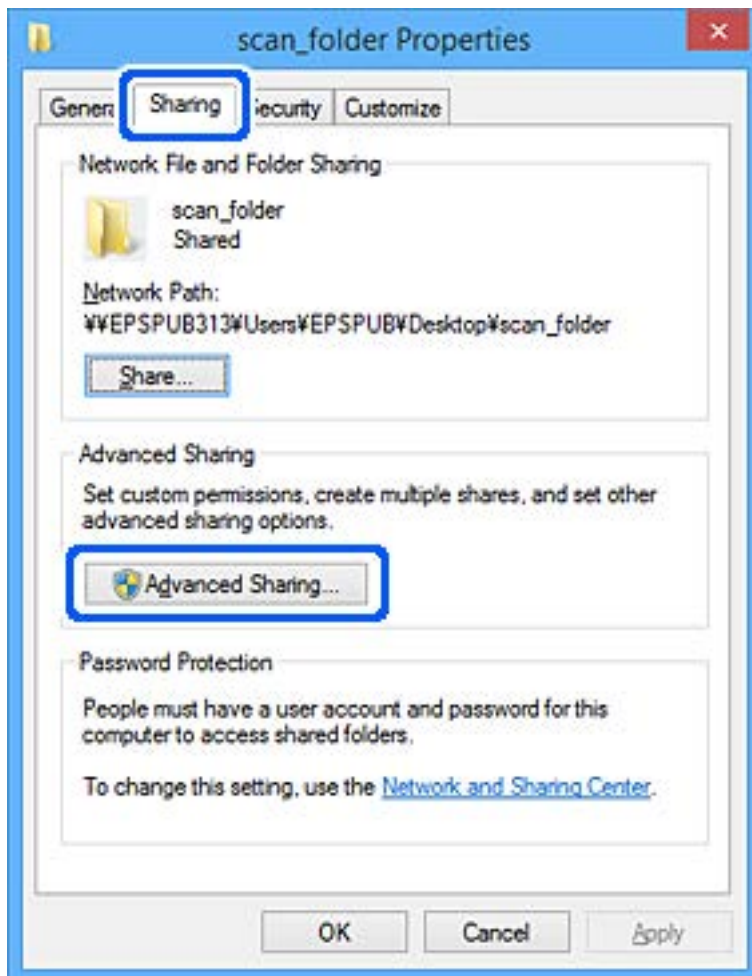 scan_folder Properties
General Sharing Security Customize
Network File and Folder Sharing
scan_folder
Shared
Network Path:
¥¥EPSPUB313¥Users¥EPSPUB¥Desktop¥scan_folder
Share...
Advanced Sharing
Set custom permissions, create multiple shares, and set other
advanced sharing options.
Advanced Sharing...
Password Protection
People must have a user account and password for this
computer to access shared folders.
To change this setting, use the Network and Sharing Center.
OK Cancel Apply